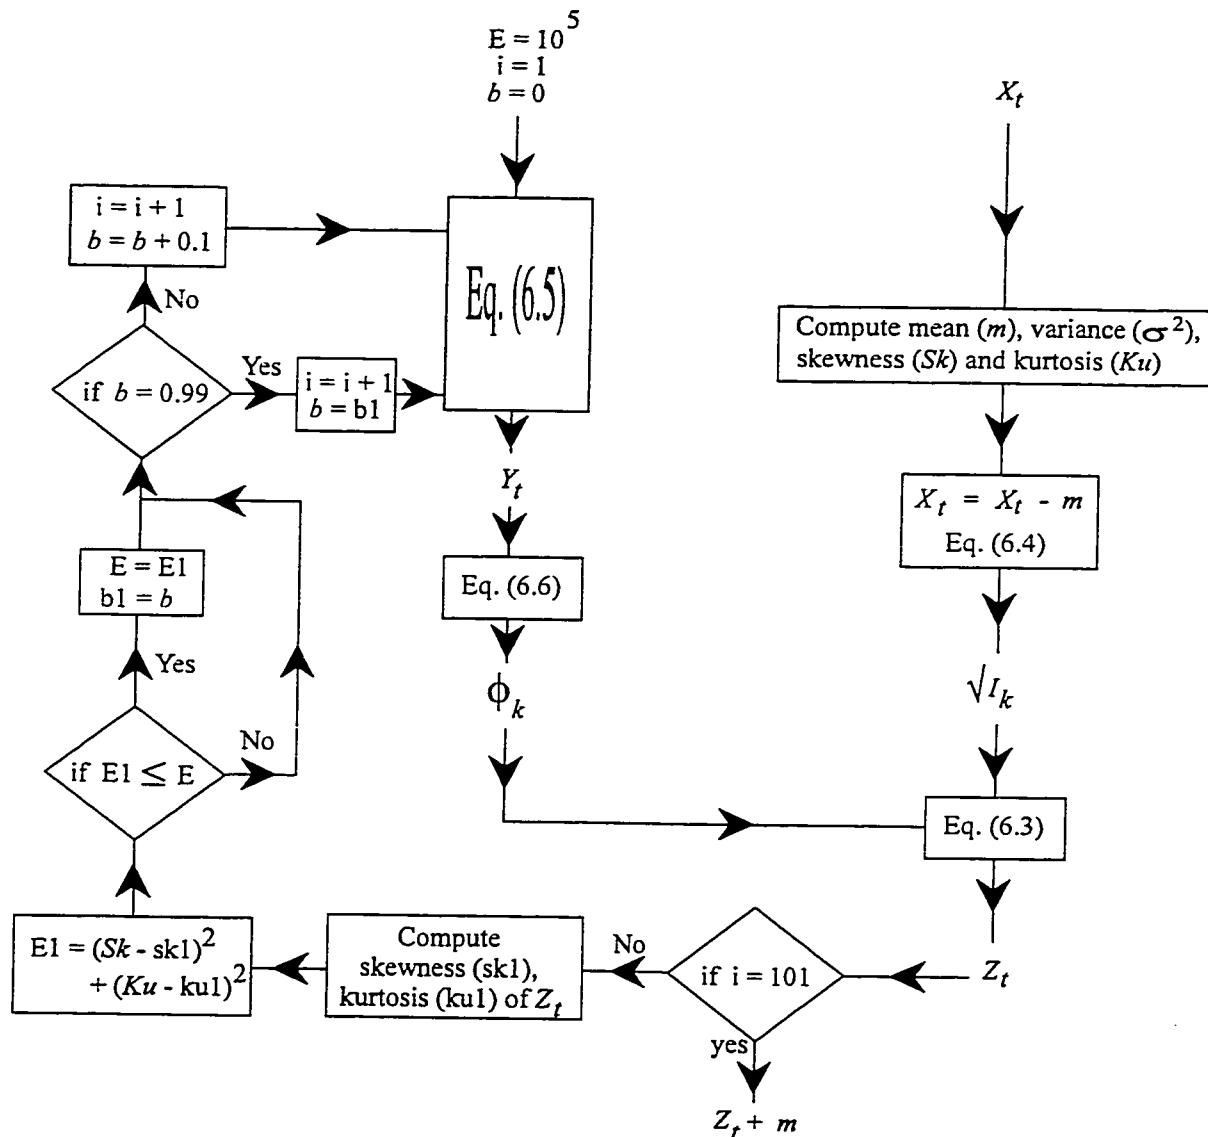 E = 10^5
i = 1
b = 0
X_t
i = i + 1
b = b + 0.1
No
Eq. (6.5)
if b = 0.99
Yes
i = i + 1
b = b1
Compute mean (m), variance (σ^2),
skewness (Sk) and kurtosis (Ku)
Y_t
X_t = X_t - m
Eq. (6.4)
E = E1
b1 = b
Eq. (6.6)
Yes
ϕ_k
√I_k
if E1 ≤ E
No
Eq. (6.3)
E1 = (Sk - sk1)^2
+ (Ku - ku1)^2
Compute
skewness (sk1),
kurtosis (ku1) of Z_t
No
if i = 101
Z_t
yes
Z_t + m